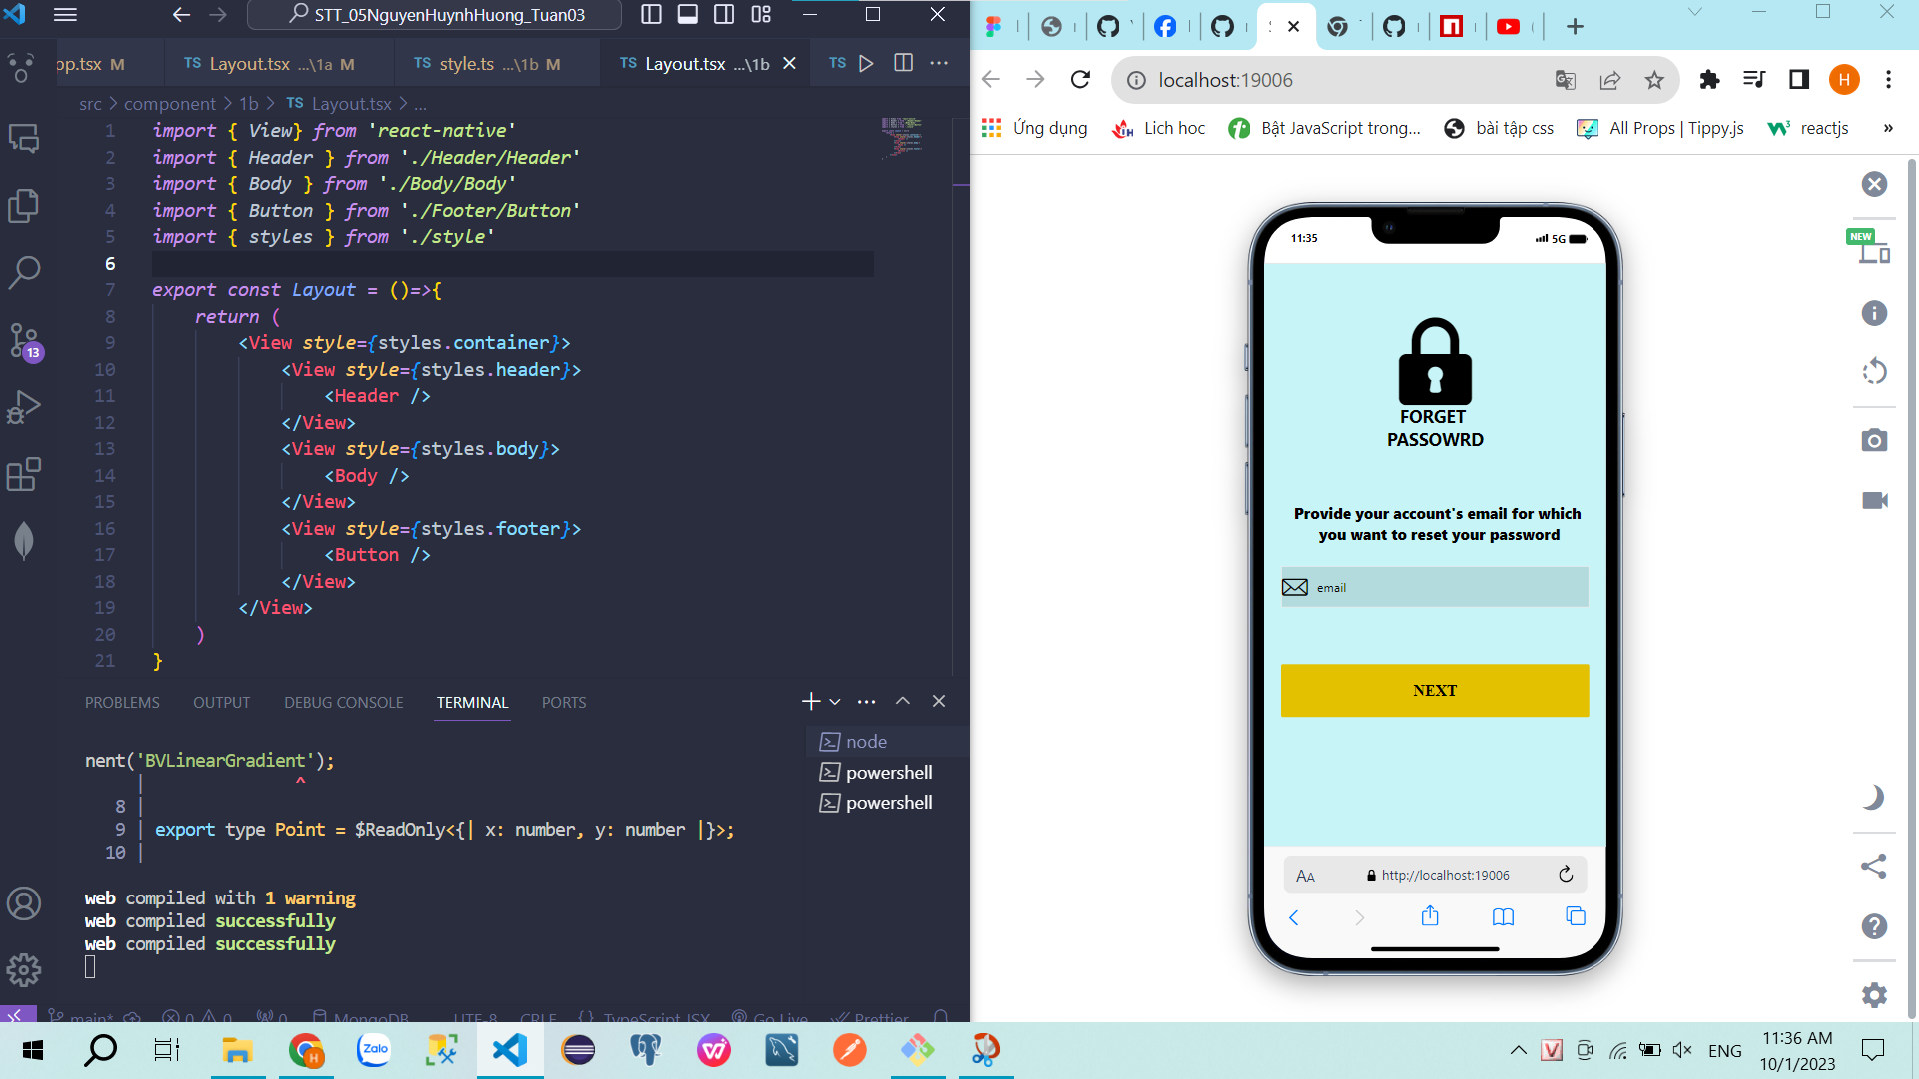 STT_05NguyenHuynhHuong_Tuan03
op.tsx M
TS Layout.tsx ...\1a M
TS style.ts ...\1b M
TS Layout.tsx ...\1b
TS
src > component > 1b > TS Layout.tsx > ...
1 import { View} from 'react-native'
2 import { Header } from './Header/Header'
3 import { Body } from './Body/Body'
4 import { Button } from './Footer/Button'
5 import { styles } from './style'
6
7 export const Layout = ()=>{
8 return (
9 <View style={styles.container}>
10 <View style={styles.header}>
11 <Header />
12 </View>
13 <View style={styles.body}>
14 <Body />
15 </View>
16 <View style={styles.footer}>
17 <Button />
18 </View>
19 </View>
20 )
21 }
13
PROBLEMS OUTPUT DEBUG CONSOLE TERMINAL PORTS
nent('BVLinearGradient');
| ^
8 |
9 | export type Point = $ReadOnly<{| x: number, y: number |}>;
10 |
web compiled with 1 warning
web compiled successfully
web compiled successfully
node
powershell
powershell
main* 0 0 0 MongoDB UTF-8 CRLF {} TypeScript JSX Go Live Prettier
localhost:19006
H
Ứng dụng Lich hoc Bật JavaScript trong... bài tập css All Props | Tippy.js reactjs »
NEW
11:35
5G
FORGET
PASSOWRD
Provide your account's email for which
you want to reset your password
email
NEXT
AA http://localhost:19006
Zalo
ENG
11:36 AM
10/1/2023